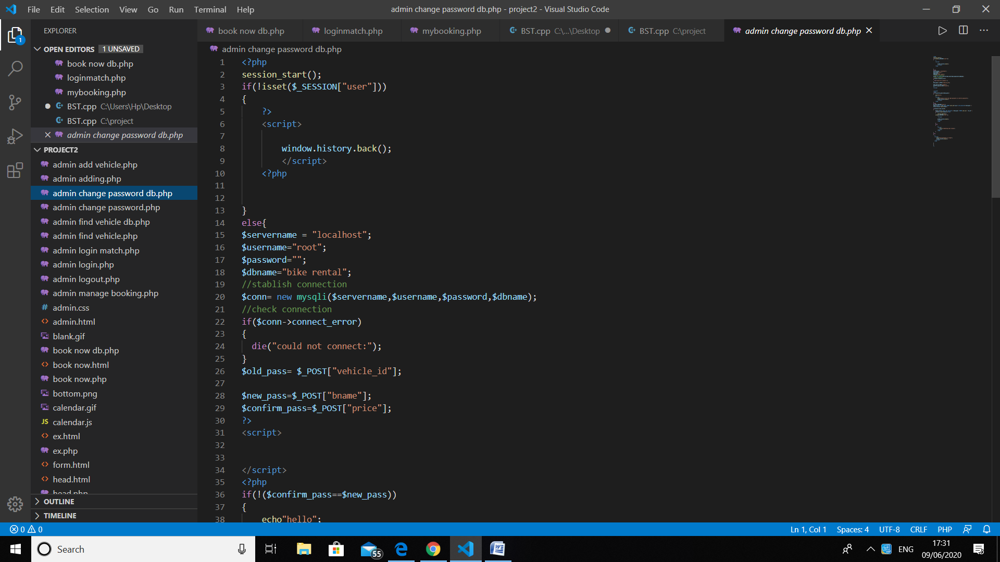 File Edit Selection View Go Run Terminal Help
admin change password db.php - project2 - Visual Studio Code
EXPLORER
1
OPEN EDITORS 1 UNSAVED
book now db.php
loginmatch.php
mybooking.php
BST.cpp C:\Users\Hp\Desktop
BST.cpp C:\project
admin change password db.php
PROJECT2
admin add vehicle.php
admin adding.php
admin change password db.php
admin change password.php
admin find vehicle db.php
admin find vehicle.php
admin login match.php
admin login.php
admin logout.php
admin manage booking.php
# admin.css
<> admin.html
blank.gif
book now db.php
<> book now.html
book now.php
bottom.png
calendar.gif
JS calendar.js
<> ex.html
ex.php
<> form.html
<> head.html
head.php
OUTLINE
TIMELINE
book now db.php loginmatch.php mybooking.php BST.cpp C:\...\Desktop BST.cpp C:\project admin change password db.php
admin change password db.php
1 <?php
2 session_start();
3 if(!isset($_SESSION["user"]))
4 {
5 ?>
6 <script>
7
8 window.history.back();
9 </script>
10 <?php
11
12
13 }
14 else{
15 $servername = "localhost";
16 $username="root";
17 $password="";
18 $dbname="bike rental";
19 //stablish connection
20 $conn= new mysqli($servername,$username,$password,$dbname);
21 //check connection
22 if($conn->connect_error)
23 {
24 die("could not connect:");
25 }
26 $old_pass= $_POST["vehicle_id"];
27
28 $new_pass=$_POST["bname"];
29 $confirm_pass=$_POST["price"];
30 ?>
31 <script>
32
33
34 </script>
35 <?php
36 if(!($confirm_pass==$new_pass))
37 {
38 echo"hello";
0 0
Ln 1, Col 1 Spaces: 4 UTF-8 CRLF PHP
Search
55
ENG
17:31
09/06/2020